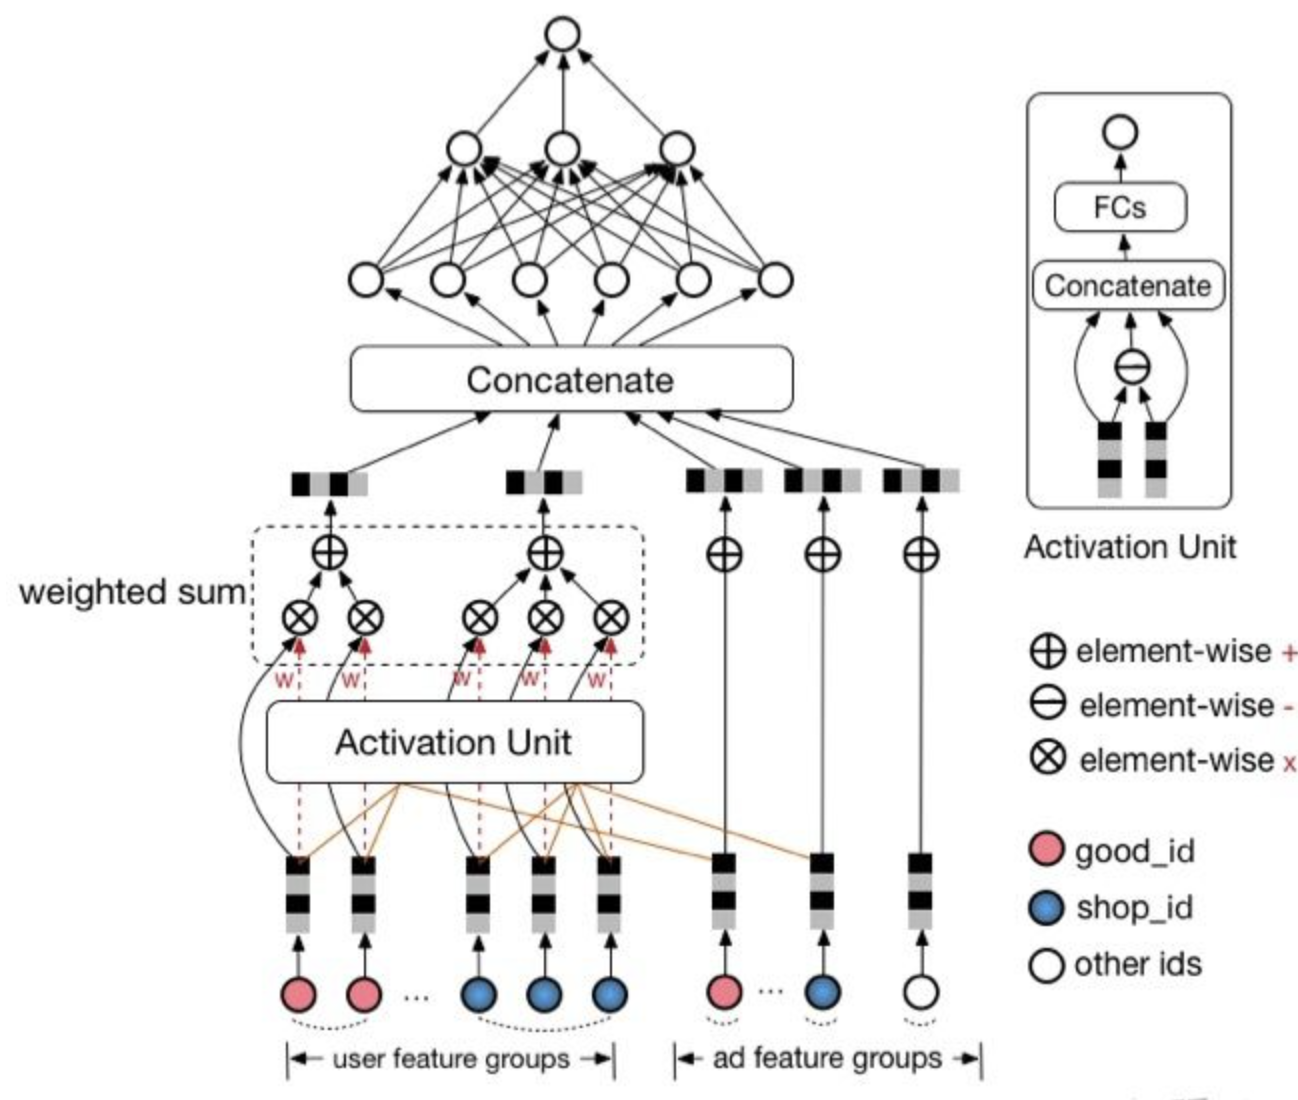 Concatenate
weighted sum
w
w
w
w
w
Activation Unit
...
...
user feature groups
ad feature groups
FCs
Concatenate
Activation Unit
element-wise +
element-wise -
element-wise x
good_id
shop_id
other ids